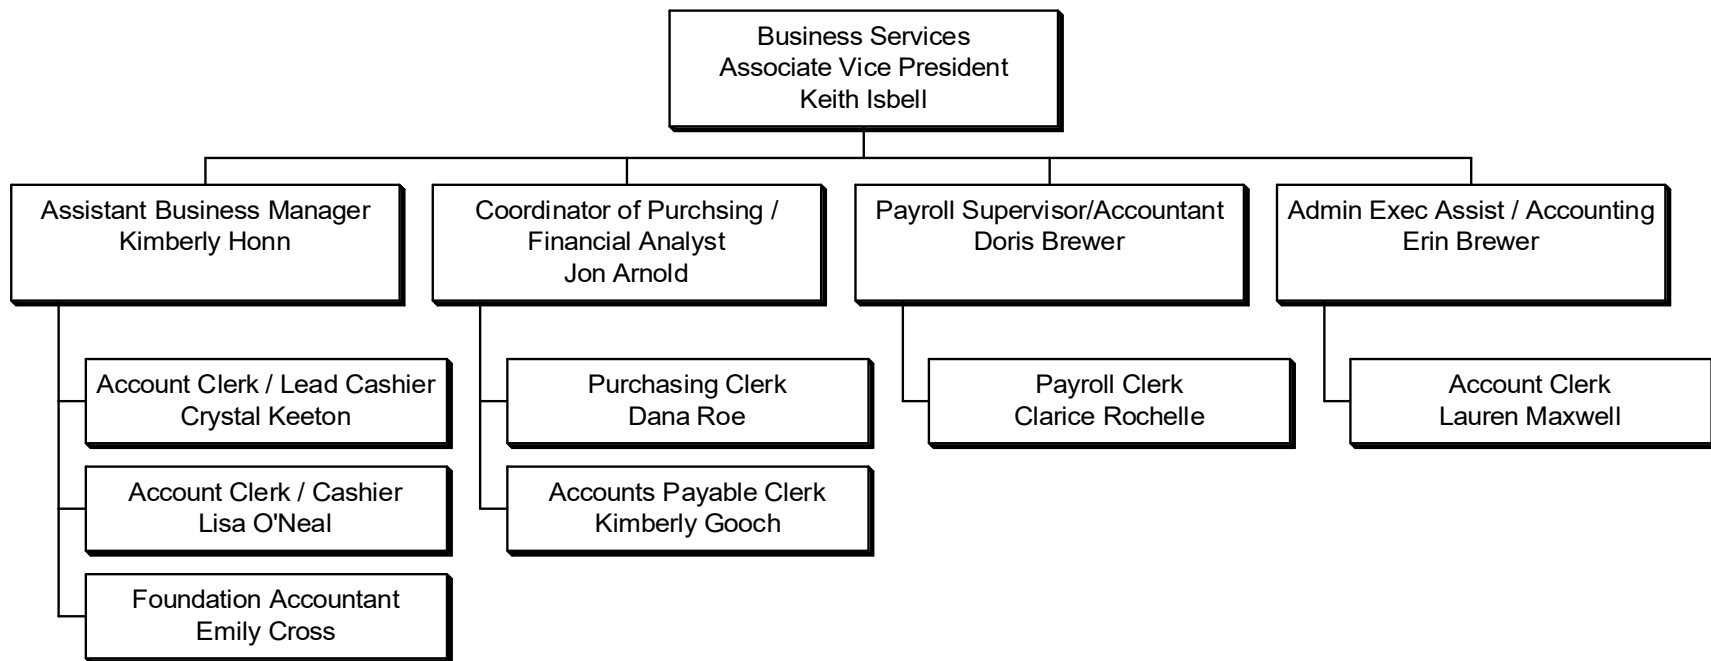 Business Services
Associate Vice President
Keith Isbell
Assistant Business Manager
Kimberly Honn
Coordinator of Purchsing /
Financial Analyst
Jon Arnold
Payroll Supervisor/Accountant
Doris Brewer
Admin Exec Assist / Accounting
Erin Brewer
Account Clerk / Lead Cashier
Crystal Keeton
Account Clerk / Cashier
Lisa O'Neal
Foundation Accountant
Emily Cross
Purchasing Clerk
Dana Roe
Accounts Payable Clerk
Kimberly Gooch
Payroll Clerk
Clarice Rochelle
Account Clerk
Lauren Maxwell